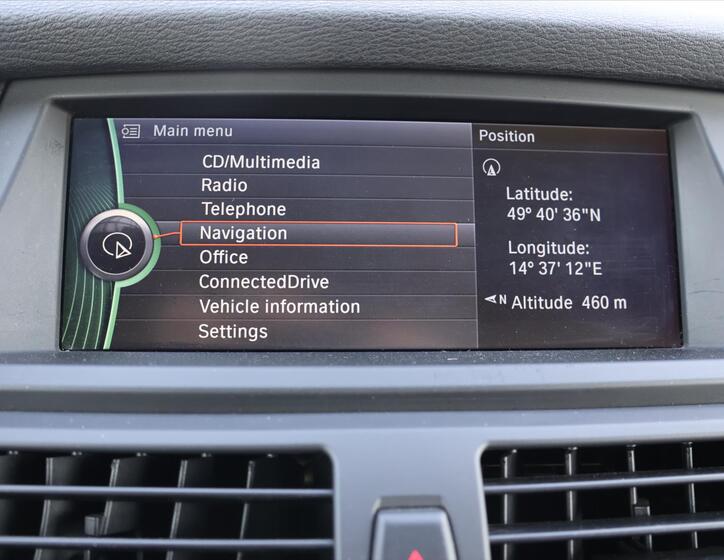 Main menu
CD/Multimedia
Radio
Telephone
Navigation
Office
ConnectedDrive
Vehicle information
Settings
Position
Latitude:
49° 40' 36"N
Longitude:
14° 37' 12"E
N Altitude 460 m